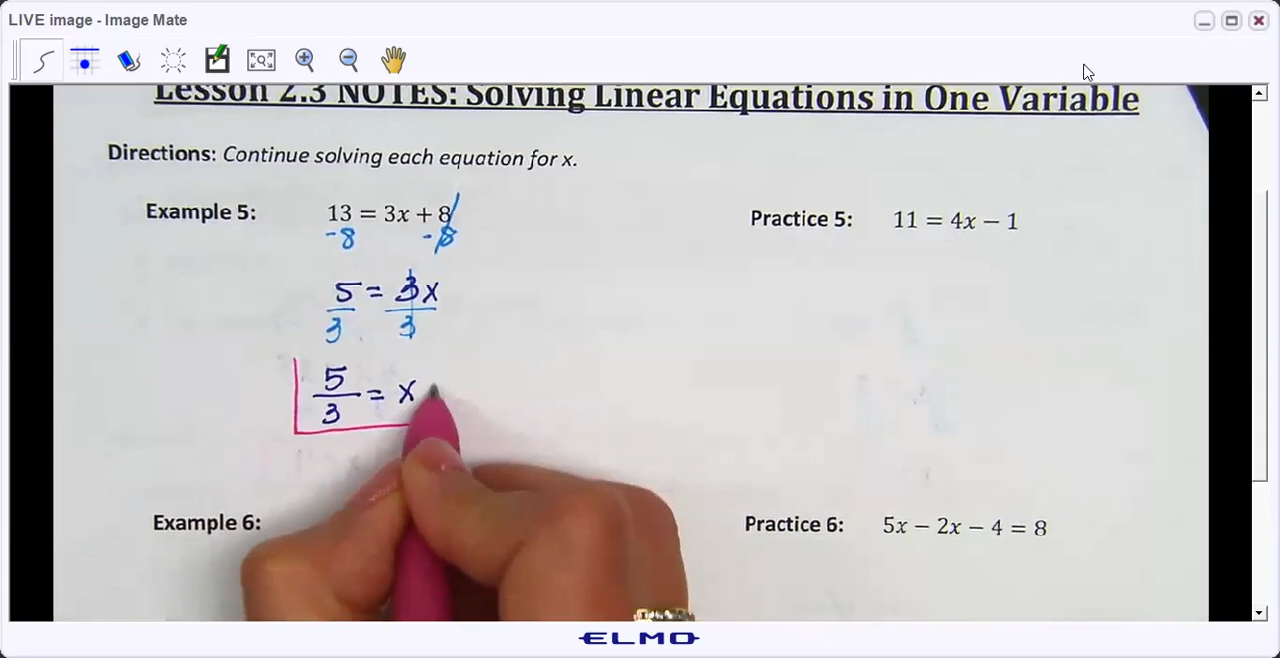 LIVE image - Image Mate
Lesson 2.3 NOTES: Solving Linear Equations in One Variable
Directions: Continue solving each equation for x.
Example 5: 13 = 3x + 8
-8 -8
5 = 3x
3 3
5/3 = x
Practice 5: 11 = 4x − 1
Example 6:
Practice 6: 5x − 2x − 4 = 8
ELMO